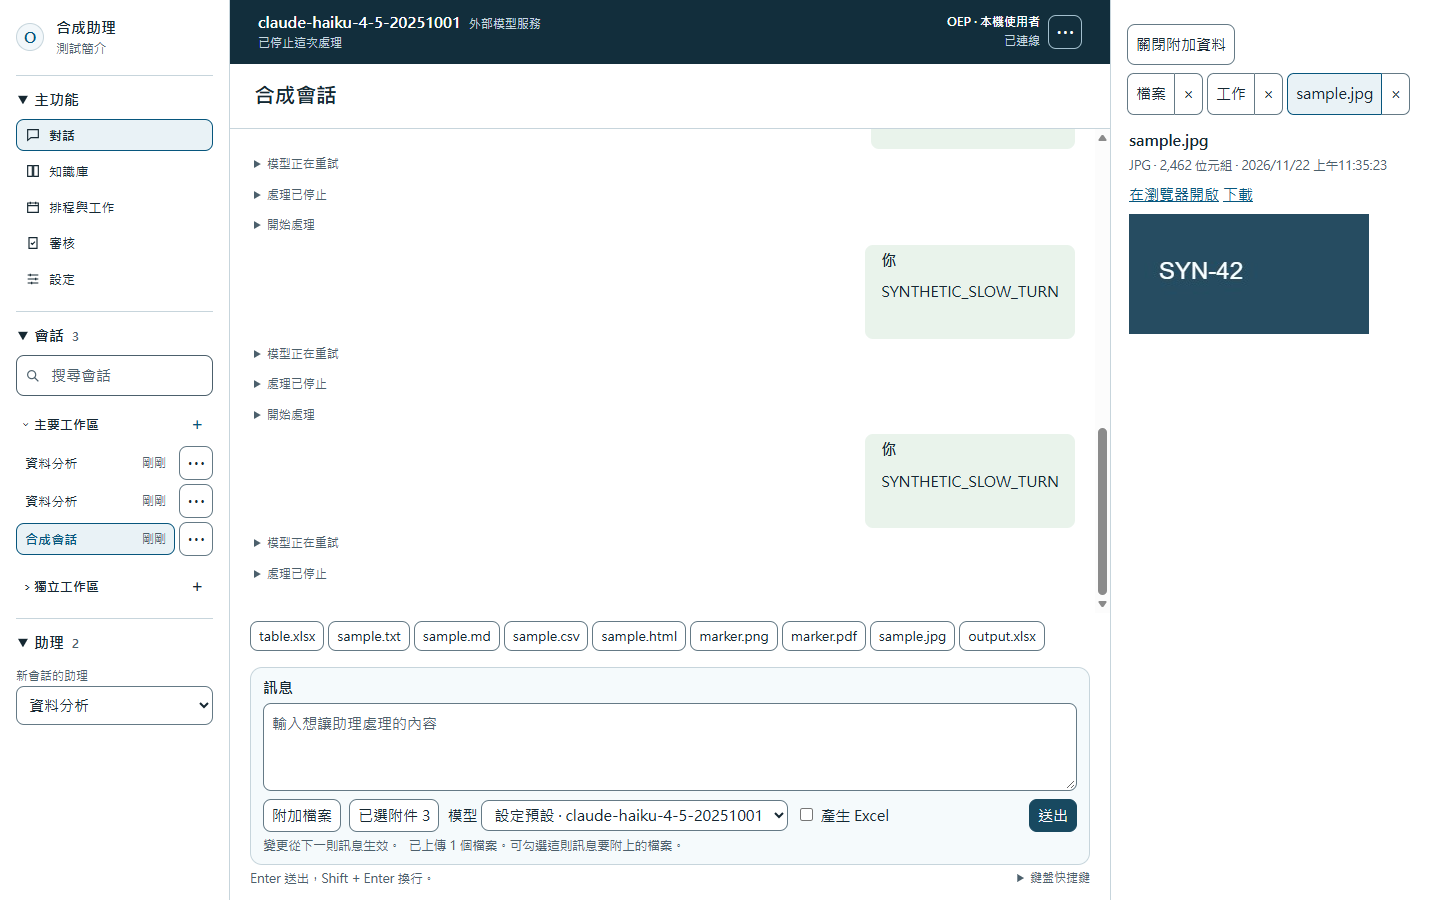 O
合成助理
測試簡介
▼ 主功能
對話
知識庫
排程與工作
審核
設定
▼ 會話 3
搜尋會話
主要工作區 +
資料分析 剛剛 ···
資料分析 剛剛 ···
合成會話 剛剛 ···
獨立工作區 +
▼ 助理 2
新會話的助理
資料分析
claude-haiku-4-5-20251001 外部模型服務
已停止這次處理
OEP · 本機使用者
已連線
···
合成會話
▶ 模型正在重試
▶ 處理已停止
▶ 開始處理
你
SYNTHETIC_SLOW_TURN
▶ 模型正在重試
▶ 處理已停止
▶ 開始處理
你
SYNTHETIC_SLOW_TURN
▶ 模型正在重試
▶ 處理已停止
table.xlsx sample.txt sample.md sample.csv sample.html marker.png marker.pdf sample.jpg output.xlsx
訊息
輸入想讓助理處理的內容
附加檔案 已選附件 3 模型 設定預設 · claude-haiku-4-5-20251001 產生 Excel 送出
變更從下一則訊息生效。 已上傳 1 個檔案。可勾選這則訊息要附上的檔案。
Enter 送出，Shift + Enter 換行。 ▶ 鍵盤快捷鍵
關閉附加資料
檔案 × 工作 × sample.jpg ×
sample.jpg
JPG · 2,462 位元組 · 2026/11/22 上午11:35:23
在瀏覽器開啟 下載
SYN-42